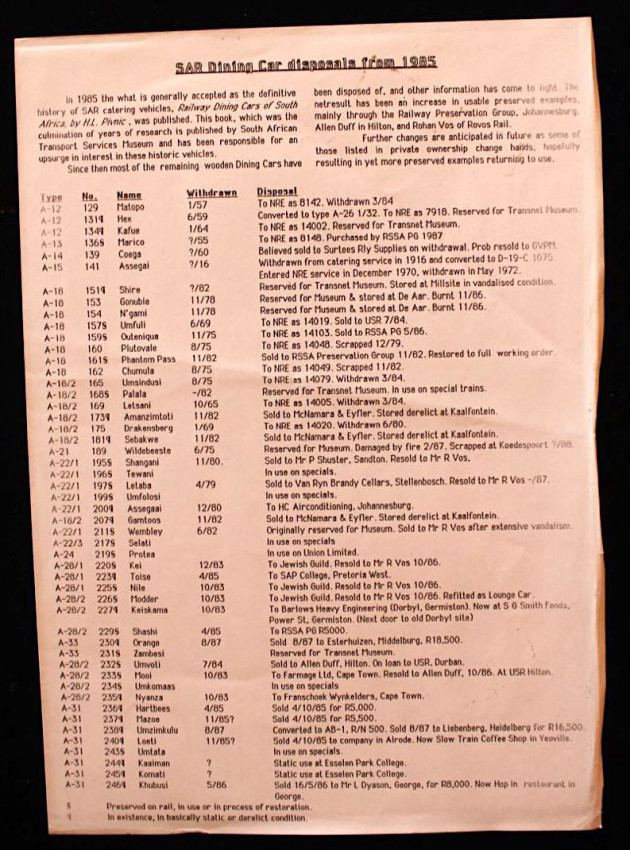 SAR Dining Car disposals from 1985
In 1985 the what is generally accepted as the definitive
history of SAR catering vehicles, Railway Dining Cars of South
Africa, by H.L. Pivnic, was published. This book, which was the
culmination of years of research is published by South African
Transport Services Museum and has been responsible for an
upsurge in interest in these historic vehicles.
Since then most of the remaining wooden Dining Cars have
been disposed of, and other information has come to light. The
netresult has been an increase in usable preserved examples,
mainly through the Railway Preservation Group, Johannesburg,
Allen Duff in Hilton, and Rohan Vos of Rovos Rail.
Further changes are anticipated in future as some of
those listed in private ownership change hands, hopefully
resulting in yet more preserved examples returning to use.
Type No. Name Withdrawn Disposal
A-12 129 Matopo 1/57 To NRE as 8142. Withdrawn 3/84
A-12 131¶ Hex 6/59 Converted to type A-26 1/32. To NRE as 7918. Reserved for Transnet Museum.
A-12 134¶ Kafue 1/64 To NRE as 14002. Reserved for Transnet Museum.
A-13 136§ Marico ?/55 To NRE as 8148. Purchased by RSSA PG 1987
A-14 139 Coega ?/60 Believed sold to Surtees Rly Supplies on withdrawal. Prob resold to GVPM.
A-15 141 Assegai ?/16 Withdrawn from catering service in 1916 and converted to D-19-C 1075.
Entered NRE service in December 1970, withdrawn in May 1972.
A-18 151¶ Shire ?/82 Reserved for Transnet Museum. Stored at Millsite in vandalised condition.
A-18 153 Gonubie 11/78 Reserved for Museum & stored at De Aar. Burnt 11/86.
A-18 154 N'gami 11/78 Reserved for Museum & stored at De Aar. Burnt 11/86.
A-18 157§ Umfuli 6/69 To NRE as 14019. Sold to USR 7/84.
A-18 159§ Outeniqua 11/75 To NRE as 14103. Sold to RSSA PG 5/86.
A-18 160 Plutovale 8/75 To NRE as 14048. Scrapped 12/79.
A-18 161§ Phantom Pass 11/82 Sold to RSSA Preservation Group 11/82. Restored to full working order.
A-18 162 Chumula 8/75 To NRE as 14049. Scrapped 11/82.
A-18/2 165 Umsindusi 8/75 To NRE as 14079. Withdrawn 3/84.
A-18/2 168§ Palala -/82 Reserved for Transnet Museum. In use on special trains.
A-18/2 169 Letsani 10/65 To NRE as 14005. Withdrawn 3/84.
A-18/2 173¶ Amanzimtoti 11/82 Sold to McNamara & Eyfler. Stored derelict at Kaalfontein.
A-18/2 175 Drakensberg 1/69 To NRE as 14020. Withdrawn 6/80.
A-18/2 181¶ Sebakwe 11/82 Sold to McNamara & Eyfler. Stored derelict at Kaalfontein.
A-21 189 Wildebeeste 6/75 Reserved for Museum. Damaged by fire 2/87. Scrapped at Koedespoort ?/88.
A-22/1 195§ Shangani 11/80. Sold to Mr P Shuster, Sandton. Resold to Mr R Vos.
A-22/1 196§ Tewani In use on specials.
A-22/1 197§ Letaba 4/79 Sold to Van Ryn Brandy Cellars, Stellenbosch. Resold to Mr R Vos -/87.
A-22/1 199§ Umfolosi In use on specials.
A-22/1 200¶ Assegaai 12/80 To HC Airconditioning, Johannesburg.
A-18/2 207¶ Gamtoos 11/82 Sold to McNamara & Eyfler. Stored derelict at Kaalfontein.
A-22/1 211§ Wembley 6/82 Originally reserved for Museum. Sold to Mr R Vos after extensive vandalism.
A-22/3 217§ Selati In use on specials
A-24 219§ Protea In use on Union Limited.
A-28/1 220§ Kei 12/83 To Jewish Guild. Resold to Mr R Vos 10/86.
A-28/1 223¶ Toise 4/85 To SAP College, Pretoria West.
A-28/1 225§ Nile 10/83 To Jewish Guild. Resold to Mr R Vos 10/86.
A-28/2 226§ Modder 10/83 To Jewish Guild. Resold to Mr R Vos 10/86. Refitted as Lounge Car.
A-28/2 227¶ Keiskama 10/83 To Barlows Heavy Engineering (Dorbyl, Germiston). Now at S G Smith Fords,
Power St, Germiston. (Next door to old Dorbyl site)
A-28/2 229§ Shashi 4/85 To RSSA PG R5000.
A-33 230¶ Orange 8/87 Sold 8/87 to Esterhuizen, Middelburg, R18,500.
A-33 231§ Zambesi Reserved for Transnet Museum.
A-28/2 233§ Umvoti 7/84 Sold to Allen Duff, Hilton. On loan to USR, Durban.
A-28/2 233§ Mooi 10/83 To Farmage Ltd, Cape Town. Resold to Allen Duff, 10/86. At USR Hilton.
A-28/2 234§ Umkomaas In use on specials
A-28/2 235¶ Nyanza 10/83 To Franschoek Wynkelders, Cape Town.
A-31 236¶ Hartbees 4/85 Sold 4/10/85 for R5,000.
A-31 237¶ Mazoe 11/85? Sold 4/10/85 for R5,500.
A-31 238¶ Umzimkulu 8/87 Converted to AB-1, R/N 500. Sold 8/87 to Liebenberg, Heidelberg for R16,500.
A-31 240¶ Loeti 11/85? Sold 4/10/85 to company in Alrode. Now Slow Train Coffee Shop in Yeoville.
A-31 243§ Umtata In use on specials.
A-31 244¶ Kaaiman ? Static use at Esselen Park College.
A-31 245¶ Komati ? Static use at Esselen Park College.
A-31 246¶ Khubusi 5/86 Sold 16/5/86 to Mr L Dyason, George, for R8,000. Now Hop in restaurant in
George.
§ Preserved on rail, in use or in process of restoration.
¶ In existence, in basically static or derelict condition.